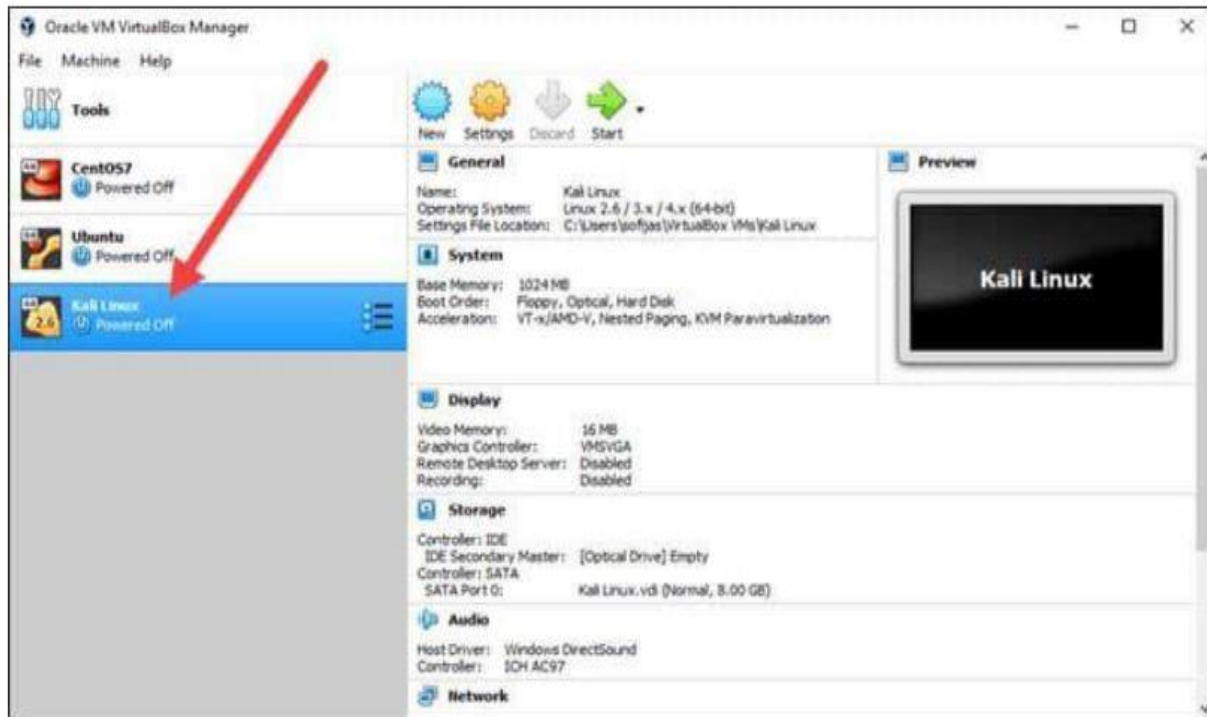 Oracle VM VirtualBox Manager
File Machine Help
Tools
CentOS7
Powered Off
Ubuntu
Powered Off
Kali Linux
Powered Off
New Settings Discard Start
General
Name: Kali Linux
Operating System: Linux 2.6 / 3.x / 4.x (64-bit)
Settings File Location: C:\Users\sofijas\VirtualBox VMs\Kali Linux
System
Base Memory: 1024 MB
Boot Order: Floppy, Optical, Hard Disk
Acceleration: VT-x/AMD-V, Nested Paging, KVM Paravirtualization
Preview
Kali Linux
Display
Video Memory: 16 MB
Graphics Controller: VMSVGA
Remote Desktop Server: Disabled
Recording: Disabled
Storage
Controller: IDE
IDE Secondary Master: [Optical Drive] Empty
Controller: SATA
SATA Port 0: Kali Linux.vdi (Normal, 8.00 GB)
Audio
Host Driver: Windows DirectSound
Controller: ICH AC97
Network